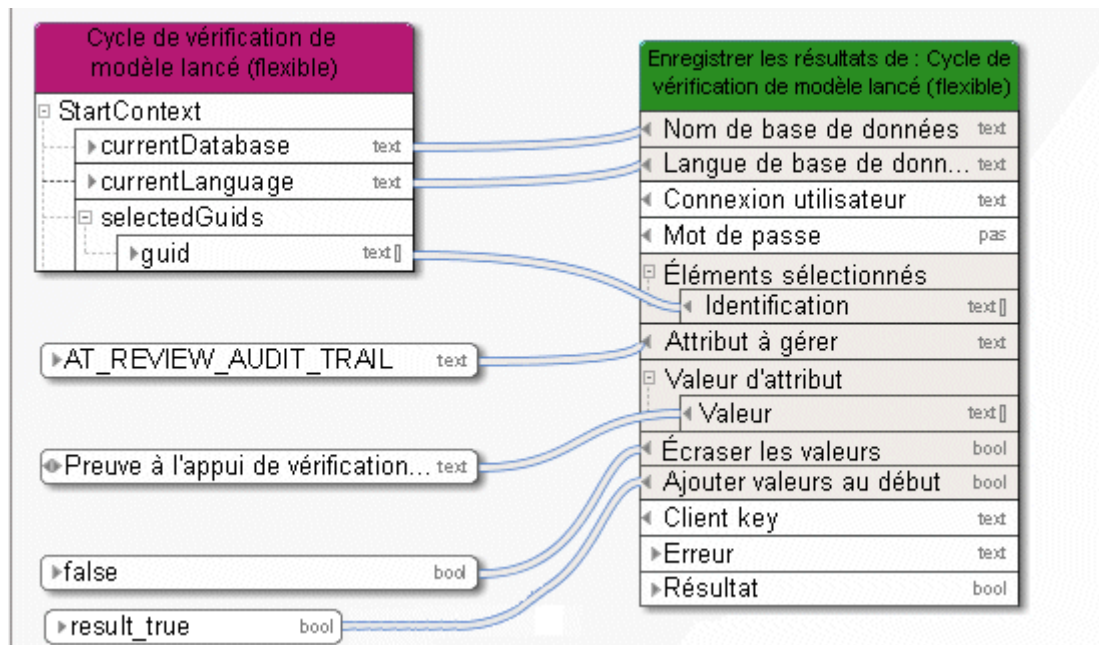 Cycle de vérification de
modèle lancé (flexible)
StartContext
currentDatabase text
currentLanguage text
selectedGuids
guid text[]
AT_REVIEW_AUDIT_TRAIL text
Preuve à l'appui de vérification... text
false bool
result_true bool
Enregistrer les résultats de : Cycle de
vérification de modèle lancé (flexible)
Nom de base de données text
Langue de base de donn... text
Connexion utilisateur text
Mot de passe pas
Éléments sélectionnés
Identification text[]
Attribut à gérer text
Valeur d'attribut
Valeur text[]
Écraser les valeurs bool
Ajouter valeurs au début bool
Client key text
Erreur text
Résultat bool